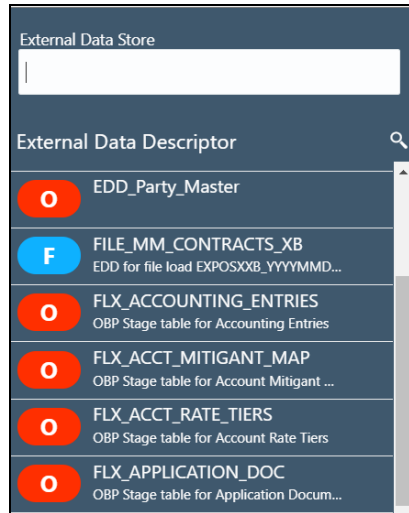 External Data Store
External Data Descriptor
O
EDD_Party_Master
F
FILE_MM_CONTRACTS_XB
EDD for file load EXPOSXXB_YYYYMMD...
O
FLX_ACCOUNTING_ENTRIES
OBP Stage table for Accounting Entries
O
FLX_ACCT_MITIGANT_MAP
OBP Stage table for Account Mitigant ...
O
FLX_ACCT_RATE_TIERS
OBP Stage table for Account Rate Tiers
O
FLX_APPLICATION_DOC
OBP Stage table for Application Docum...